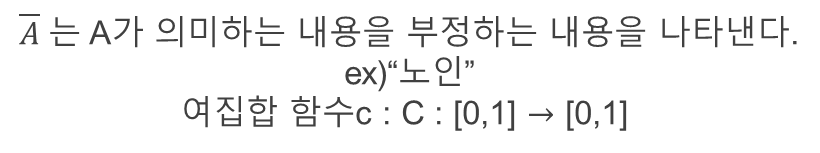 $\overline{A}$ 는 A가 의미하는 내용을 부정하는 내용을 나타낸다.
ex)“노인”
여집합 함수c : C : [0,1] → [0,1]